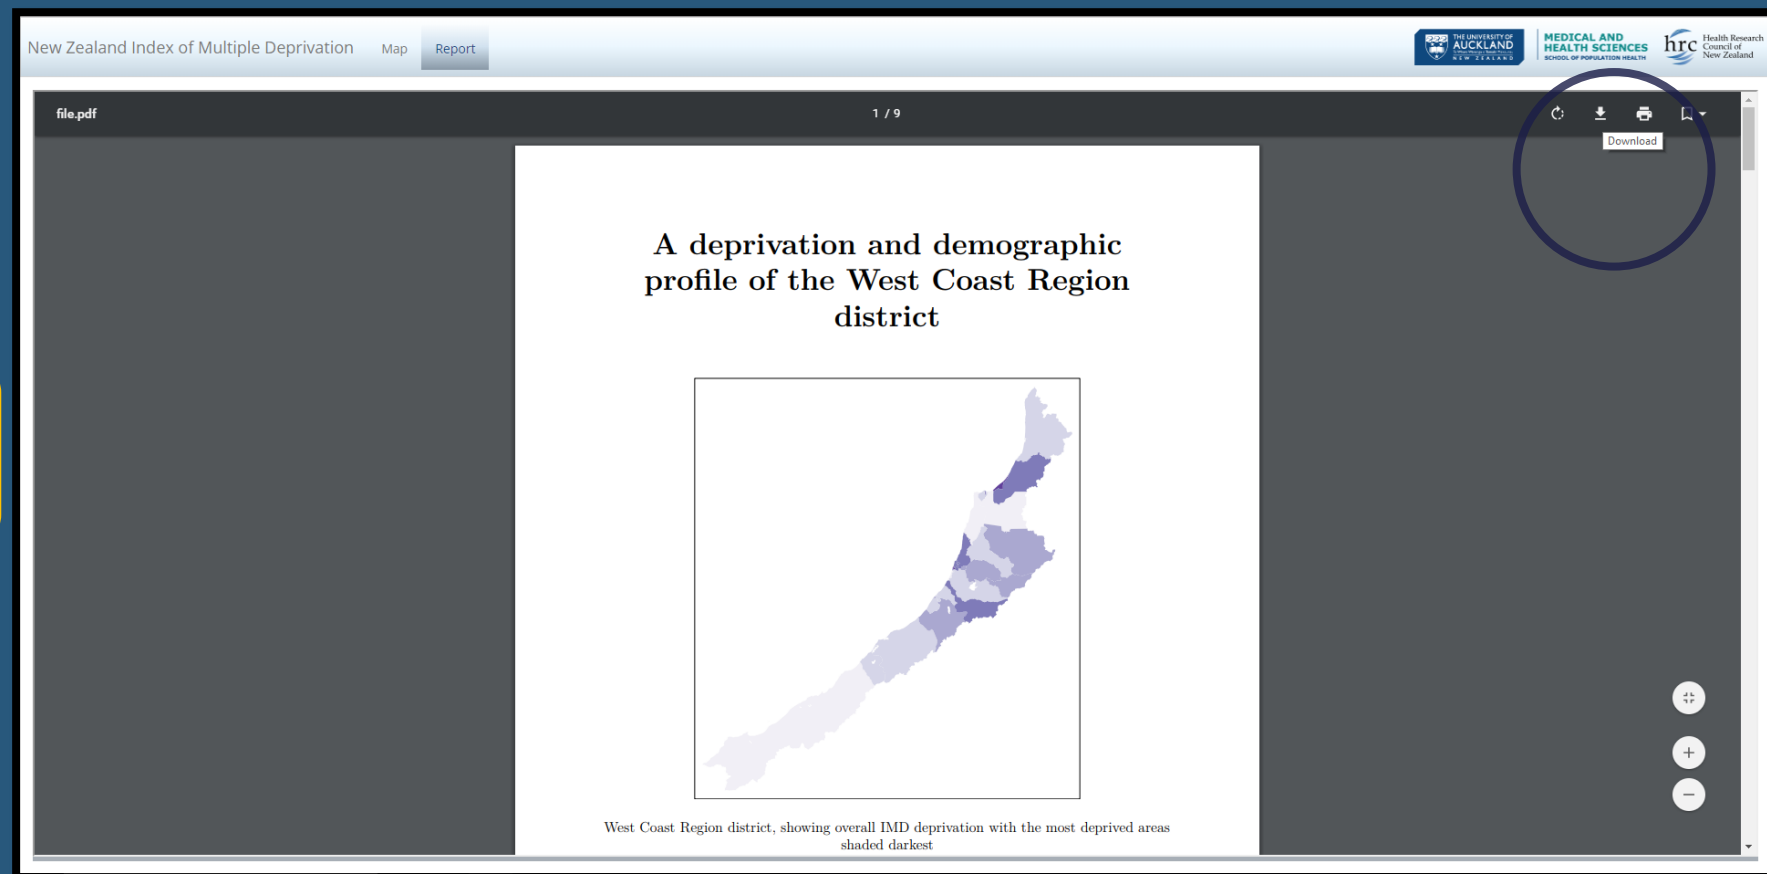 New Zealand Index of Multiple Deprivation Map Report
THE UNIVERSITY OF
AUCKLAND
NEW ZEALAND
MEDICAL AND
HEALTH SCIENCES
SCHOOL OF POPULATION HEALTH
hrc
Health Research
Council of
New Zealand
file.pdf
1 / 9
Download
A deprivation and demographic
profile of the West Coast Region
district
West Coast Region district, showing overall IMD deprivation with the most deprived areas
shaded darkest